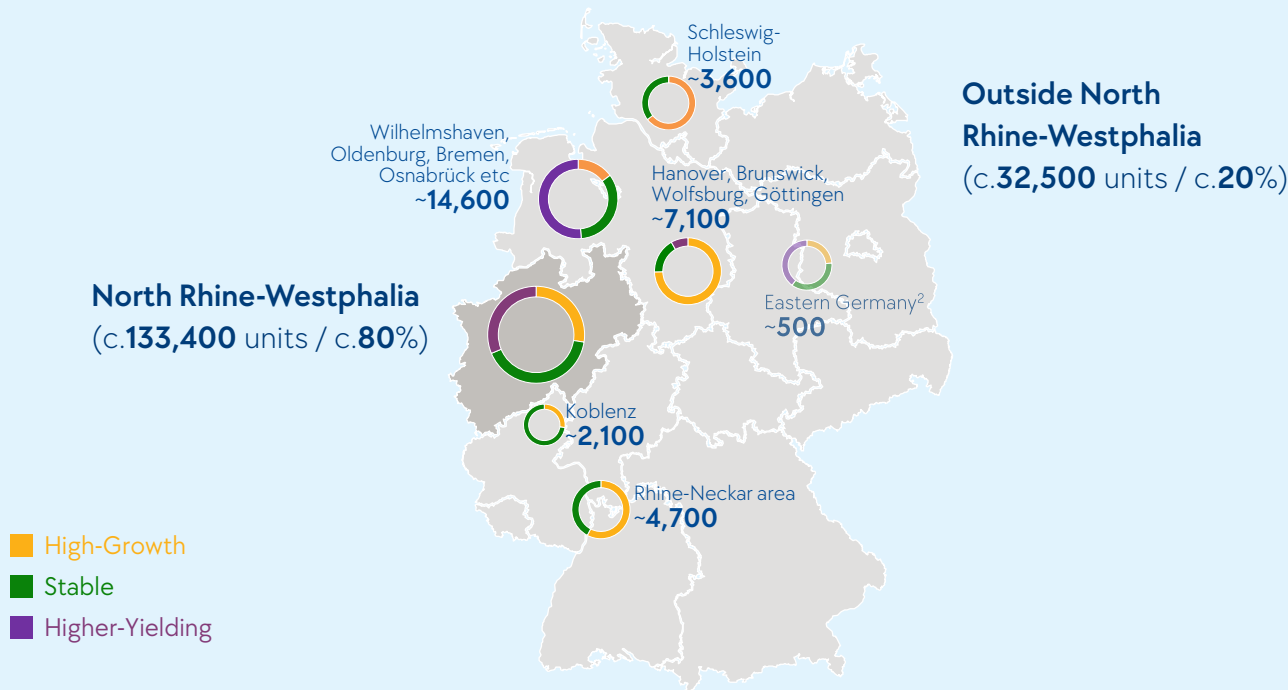 Schleswig-
Holstein
~3,600
Outside North
Rhine-Westphalia
(c.32,500 units / c.20%)
Wilhelmshaven,
Oldenburg, Bremen,
Osnabrück etc
~14,600
Hanover, Brunswick,
Wolfsburg, Göttingen
~7,100
North Rhine-Westphalia
(c.133,400 units / c.80%)
Eastern Germany²
~500
Koblenz
~2,100
Rhine-Neckar area
~4,700
High-Growth
Stable
Higher-Yielding